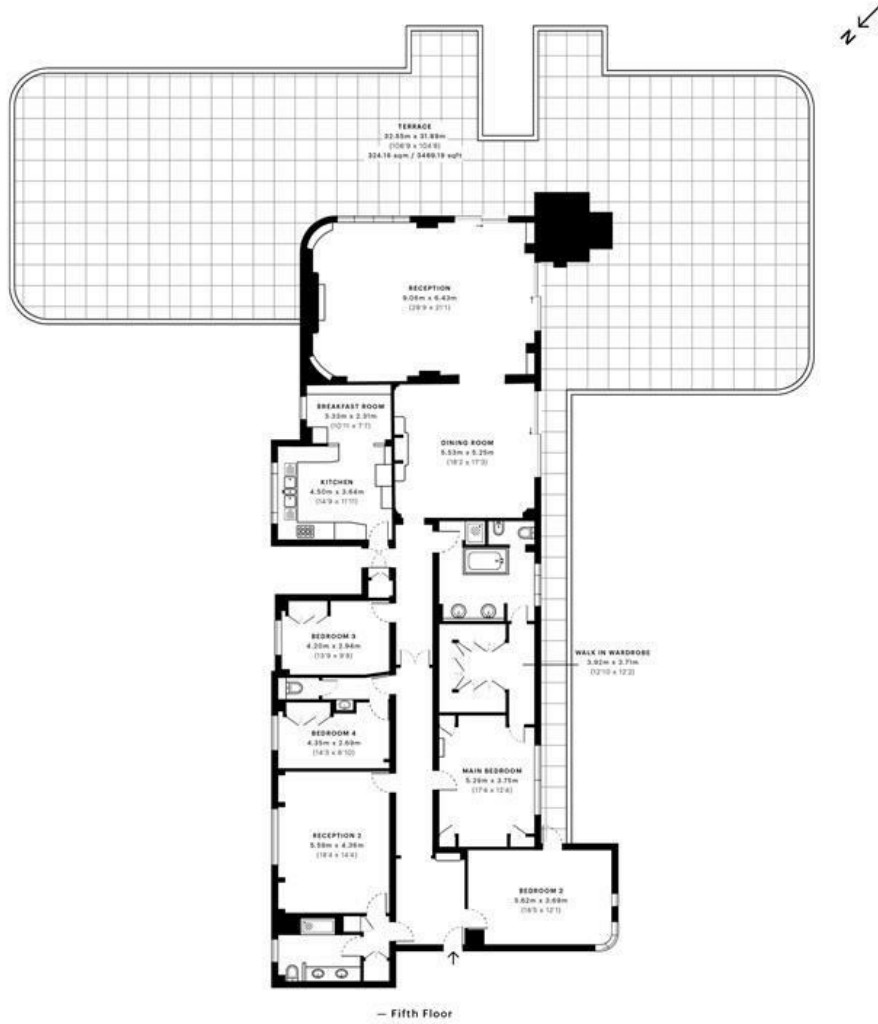 N
TERRACE
32.55m x 31.89m
(106'9 x 104'8)
324.16 sqm / 3489.19 sqft
RECEPTION
9.06m x 6.43m
(29'9 x 21'1)
BREAKFAST ROOM
3.33m x 2.31m
(10'11 x 7'7)
DINING ROOM
5.53m x 5.25m
(18'2 x 17'3)
KITCHEN
4.50m x 3.64m
(14'9 x 11'11)
BEDROOM 3
4.20m x 2.94m
(13'9 x 9'8)
WALK IN WARDROBE
3.92m x 3.71m
(12'10 x 12'2)
BEDROOM 4
4.35m x 2.69m
(14'3 x 8'10)
MAIN BEDROOM
5.29m x 3.75m
(17'4 x 12'4)
RECEPTION 2
5.59m x 4.36m
(18'4 x 14'4)
BEDROOM 2
5.62m x 3.69m
(18'5 x 12'1)
— Fifth Floor